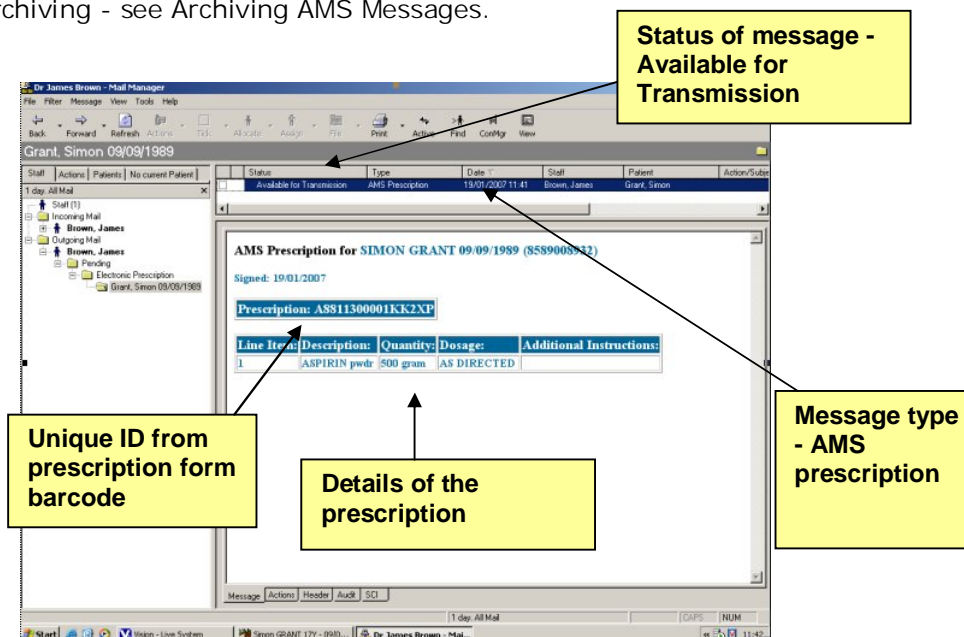 rchiving - see Archiving AMS Messages.
Status of message -
Available for
Transmission
Dr James Brown - Mail Manager
File Filter Message View Tools Help
Back Forward Refresh Actions Tick Allocate Assign File Print Active Find ConMgr View
Grant, Simon 09/09/1989
Staff Actions Patients No current Patient
1 day. All Mail
Staff (1)
Incoming Mail
Brown, James
Outgoing Mail
Brown, James
Pending
Electronic Prescription
Grant, Simon 09/09/1989
Status Type Date Staff Patient Action/Subje
Available for Transmission AMS Prescription 19/01/2007 11:41 Brown, James Grant, Simon
AMS Prescription for SIMON GRANT 09/09/1989 (8589008932)
Signed: 19/01/2007
Prescription: A8811300001KK2XP
Line Item: Description: Quantity: Dosage: Additional Instructions:
1 ASPIRIN pwdr 500 gram AS DIRECTED
Unique ID from
prescription form
barcode
Details of the
prescription
Message type
- AMS
prescription
Message Actions Header Audit SCI
1 day. All Mail CAPS NUM
Start Vision - Live System Simon GRANT 17Y - 09/0... Dr James Brown - Mai... 11:42